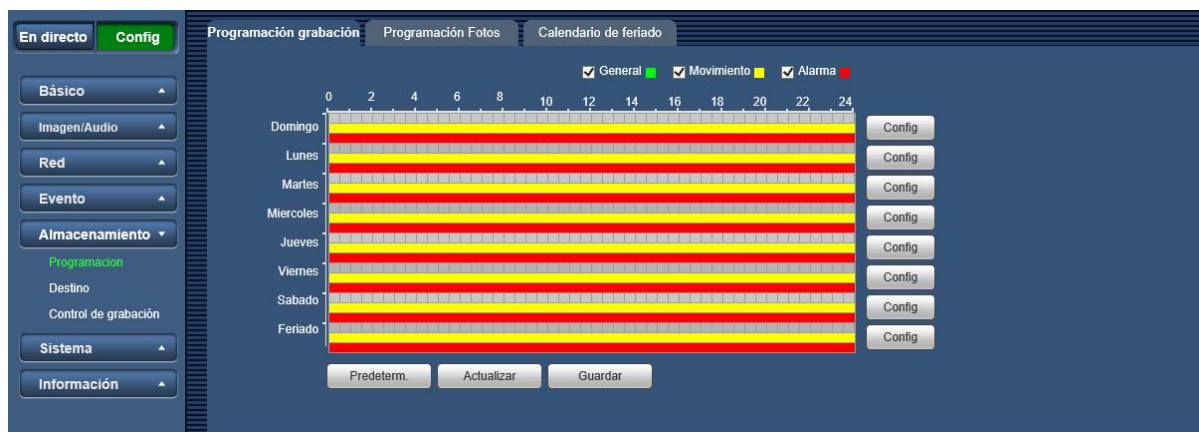 En directo Config
Programación grabación Programación Fotos Calendario de feriado
General Movimiento Alarma
Básico
Imagen/Audio
Red
Evento
Almacenamiento
Programacion
Destino
Control de grabación
Sistema
Información
0 2 4 6 8 10 12 14 16 18 20 22 24
Domingo Config
Lunes Config
Martes Config
Miercoles Config
Jueves Config
Viernes Config
Sabado Config
Feriado Config
Predeterm. Actualizar Guardar